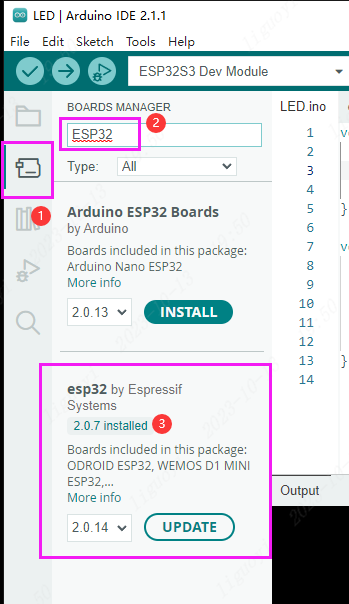 LED | Arduino IDE 2.1.1
File Edit Sketch Tools Help
ESP32S3 Dev Module
BOARDS MANAGER
LED.ino
ESP32
2
Type: All
1
Arduino ESP32 Boards
by Arduino
Boards included in this package:
Arduino Nano ESP32
More info
2.0.13 INSTALL
esp32 by Espressif
Systems
2.0.7 installed
3
Boards included in this package:
ODROID ESP32, WEMOS D1 MINI
ESP32,...
More info
2.0.14 UPDATE
1
2
3
4
5 }
6
7
8
9
10
11
12
13 }
14
Output